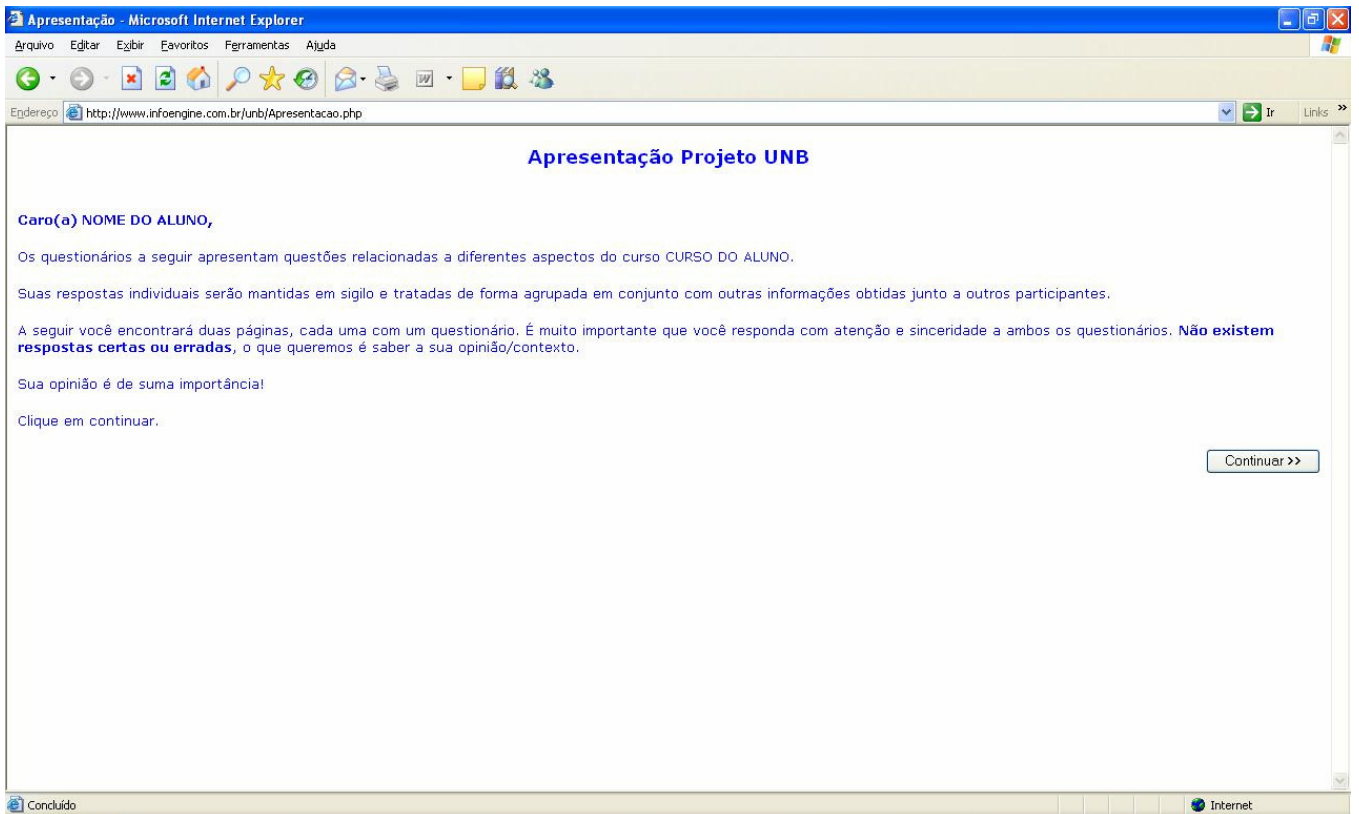 Apresentação - Microsoft Internet Explorer
Arquivo Editar Exibir Favoritos Ferramentas Ajuda
Endereço http://www.infoengine.com.br/unb/Apresentacao.php Ir Links »
Apresentação Projeto UNB
Caro(a) NOME DO ALUNO,
Os questionários a seguir apresentam questões relacionadas a diferentes aspectos do curso CURSO DO ALUNO.
Suas respostas individuais serão mantidas em sigilo e tratadas de forma agrupada em conjunto com outras informações obtidas junto a outros participantes.
A seguir você encontrará duas páginas, cada uma com um questionário. É muito importante que você responda com atenção e sinceridade a ambos os questionários. Não existem
respostas certas ou erradas, o que queremos é saber a sua opinião/contexto.
Sua opinião é de suma importância!
Clique em continuar.
Continuar >>
Concluído Internet